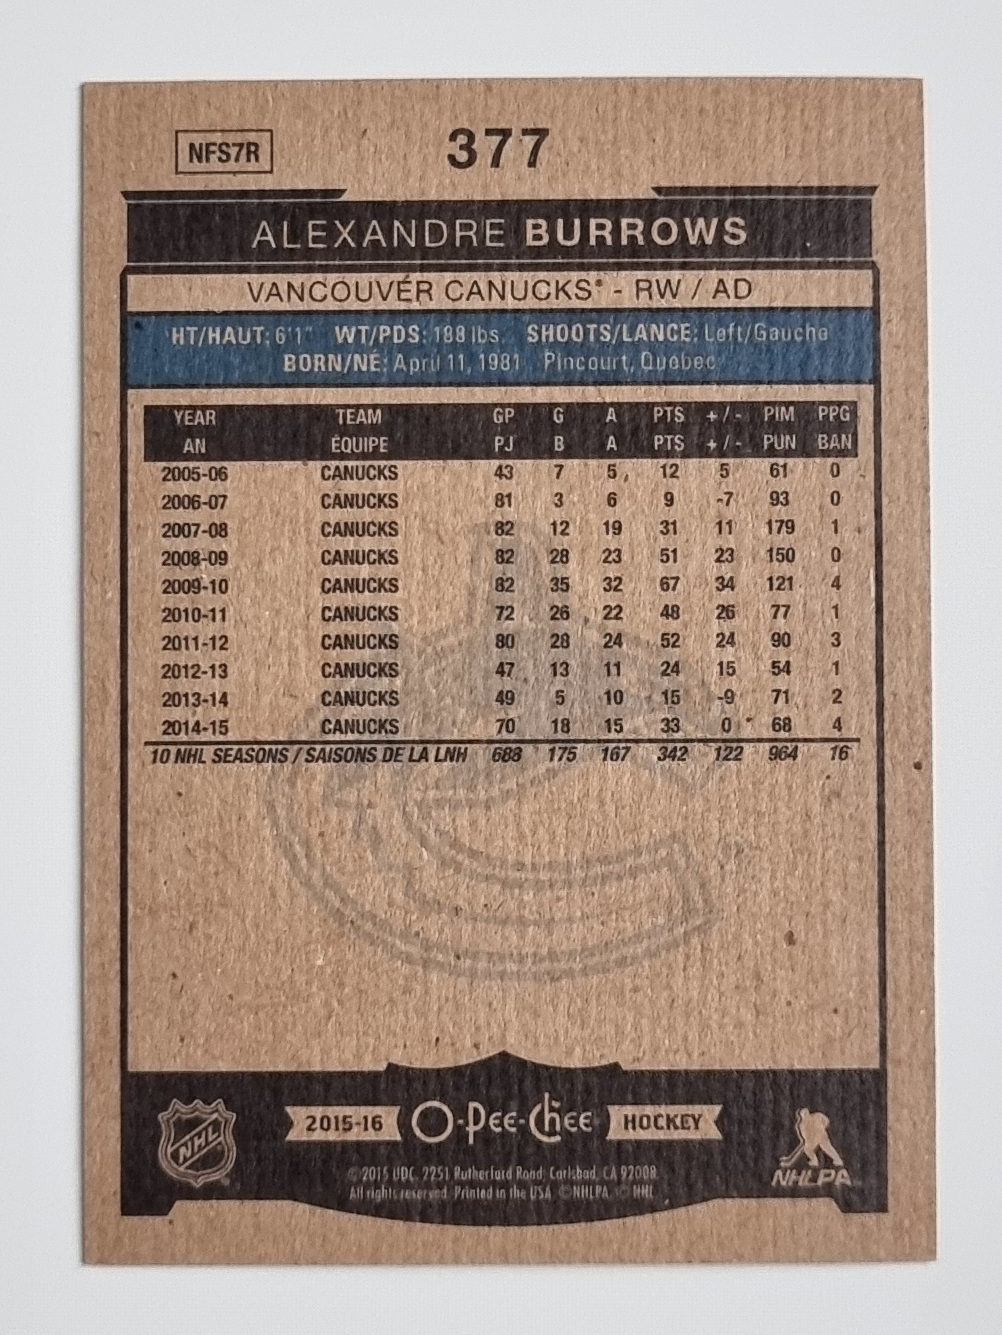 NFS7R
377
ALEXANDRE BURROWS
VANCOUVER CANUCKS® - RW / AD
HT/HAUT: 6'1" WT/PDS: 188 lbs. SHOOTS/LANCE: Left/Gauche
BORN/NÉ: April 11, 1981 Pincourt, Québec
YEAR TEAM GP G A PTS +/- PIM PPG
AN ÉQUIPE PJ B A PTS +/- PUN BAN
2005-06 CANUCKS 43 7 5 12 5 61 0
2006-07 CANUCKS 81 3 6 9 -7 93 0
2007-08 CANUCKS 82 12 19 31 11 179 1
2008-09 CANUCKS 82 28 23 51 23 150 0
2009-10 CANUCKS 82 35 32 67 34 121 4
2010-11 CANUCKS 72 26 22 48 26 77 1
2011-12 CANUCKS 80 28 24 52 24 90 3
2012-13 CANUCKS 47 13 11 24 15 54 1
2013-14 CANUCKS 49 5 10 15 -9 71 2
2014-15 CANUCKS 70 18 15 33 0 68 4
10 NHL SEASONS / SAISONS DE LA LNH 688 175 167 342 122 964 16
NHL
2015-16 O-Pee-Chee HOCKEY
NHLPA
©2015 UDC. 2251 Rutherford Road, Carlsbad, CA 92008.
All rights reserved. Printed in the USA. ©NHLPA. © NHL